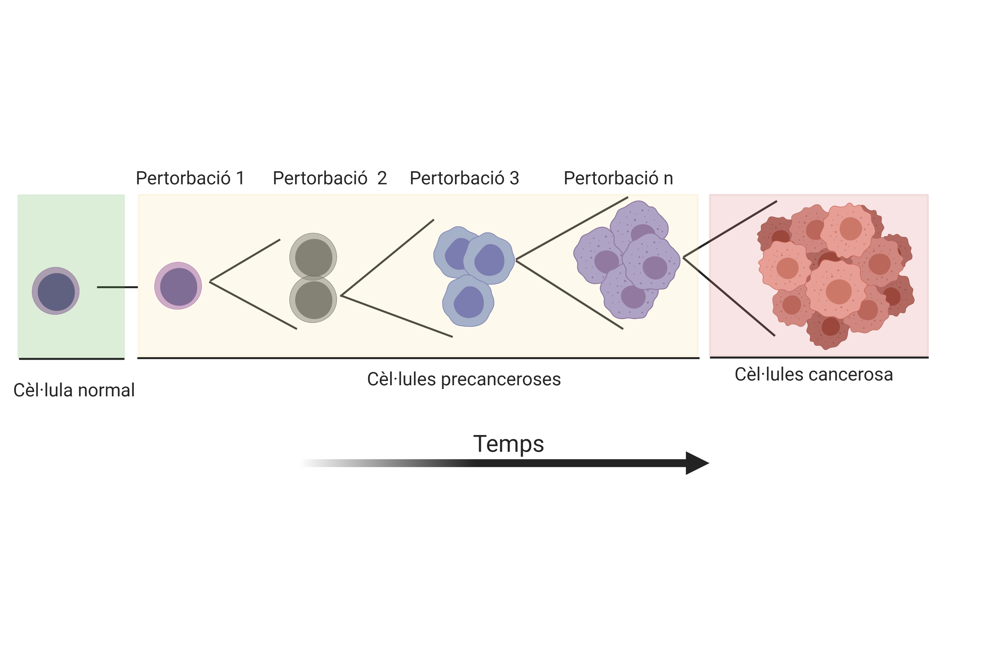 Pertorbació 1
Pertorbació 2
Pertorbació 3
Pertorbació n
Cèl·lula normal
Cèl·lules precanceroses
Cèl·lules cancerosa
Temps